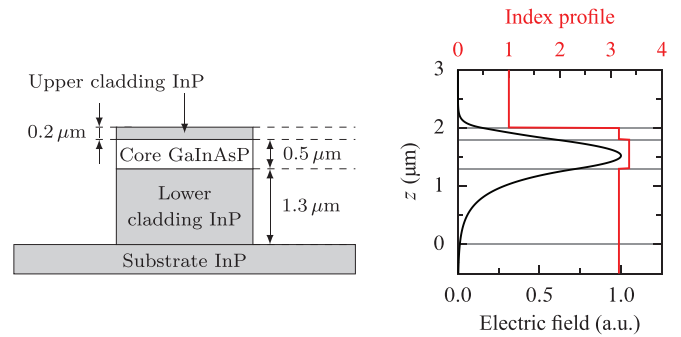 Upper cladding InP
0.2 μm
Core GaInAsP
0.5 μm
Lower
cladding InP
1.3 μm
Substrate InP
Index profile
0 1 2 3 4
3
2
1
0
z (μm)
0.0 0.5 1.0
Electric field (a.u.)